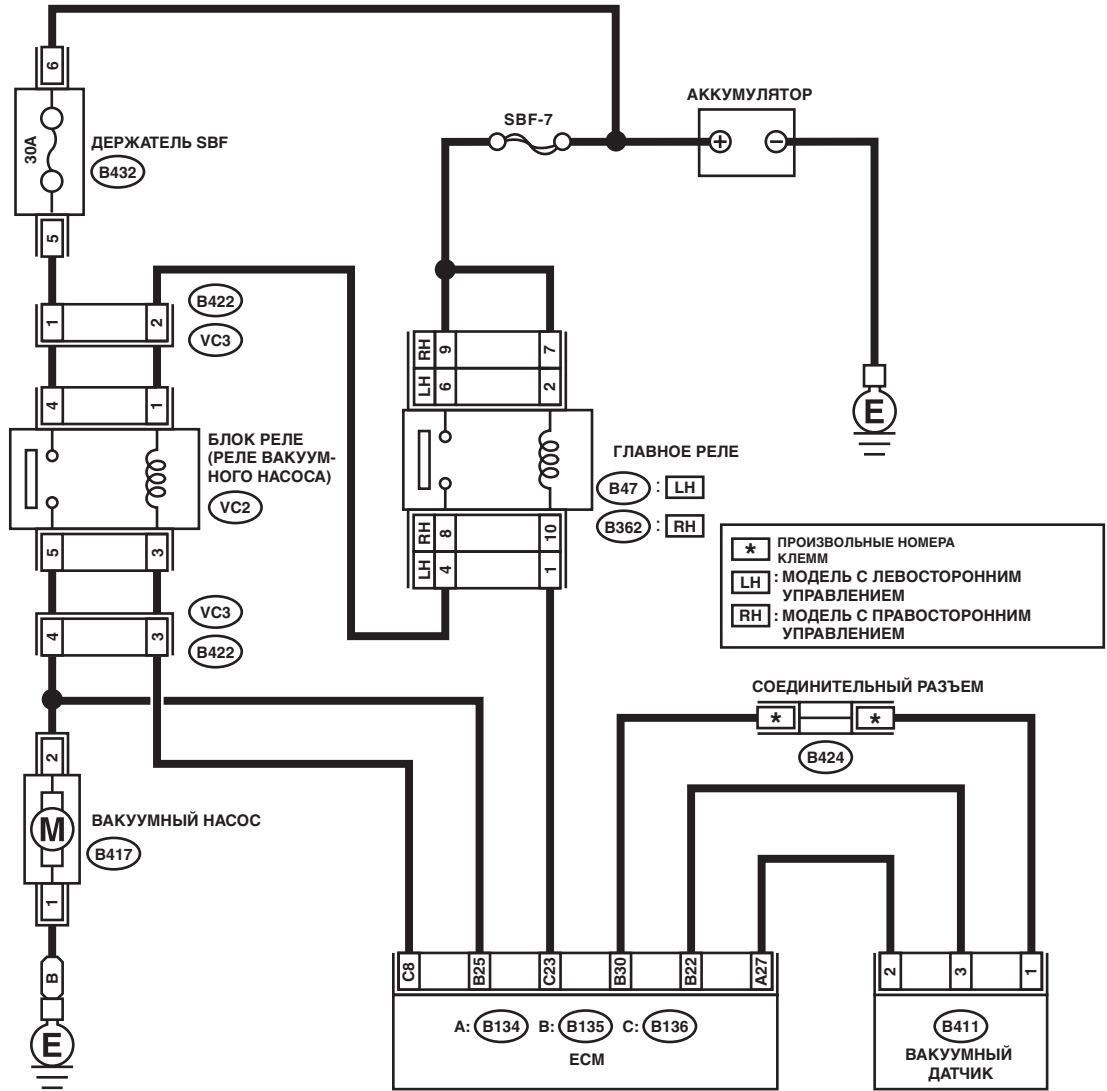 АККУМУЛЯТОР
SBF-7
+
−
6
30A
ДЕРЖАТЕЛЬ SBF
B432
5
E
1
2
B422
VC3
4
1
БЛОК РЕЛЕ
(РЕЛЕ ВАКУУМ-
НОГО НАСОСА)
VC2
5
3
VC3
B422
4
3
RH
9
7
LH
6
2
ГЛАВНОЕ РЕЛЕ
B47 : LH
B362 : RH
RH
8
10
LH
4
1
* ПРОИЗВОЛЬНЫЕ НОМЕРА
КЛЕММ
LH : МОДЕЛЬ С ЛЕВОСТОРОННИМ
УПРАВЛЕНИЕМ
RH : МОДЕЛЬ С ПРАВОСТОРОННИМ
УПРАВЛЕНИЕМ
СОЕДИНИТЕЛЬНЫЙ РАЗЪЕМ
*
*
B424
2
M
ВАКУУМНЫЙ НАСОС
B417
1
B
E
C8
B25
C23
B30
B22
A27
A: B134 B: B135 C: B136
ECM
2
3
1
B411
ВАКУУМНЫЙ
ДАТЧИК